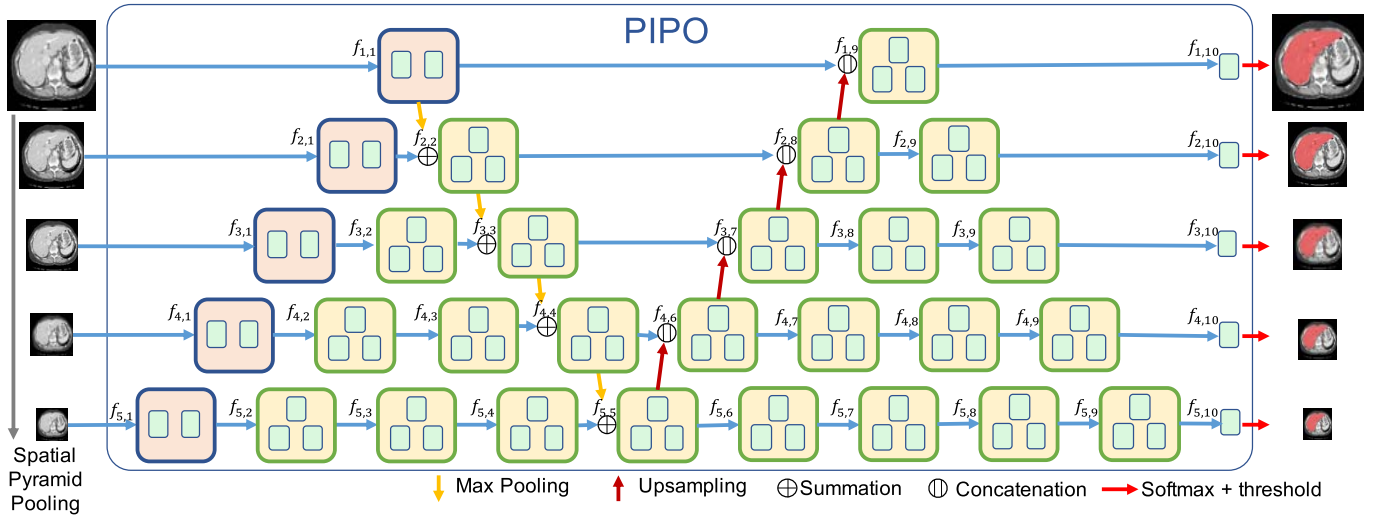 PIPO
f1,1
f1,9
f1,10
f2,1
f2,2
f2,8
f2,9
f2,10
f3,1
f3,2
f3,3
f3,7
f3,8
f3,9
f3,10
f4,1
f4,2
f4,3
f4,4
f4,6
f4,7
f4,8
f4,9
f4,10
f5,1
f5,2
f5,3
f5,4
f5,5
f5,6
f5,7
f5,8
f5,9
f5,10
Spatial
Pyramid
Pooling
Max Pooling
Upsampling
Summation
Concatenation
Softmax + threshold